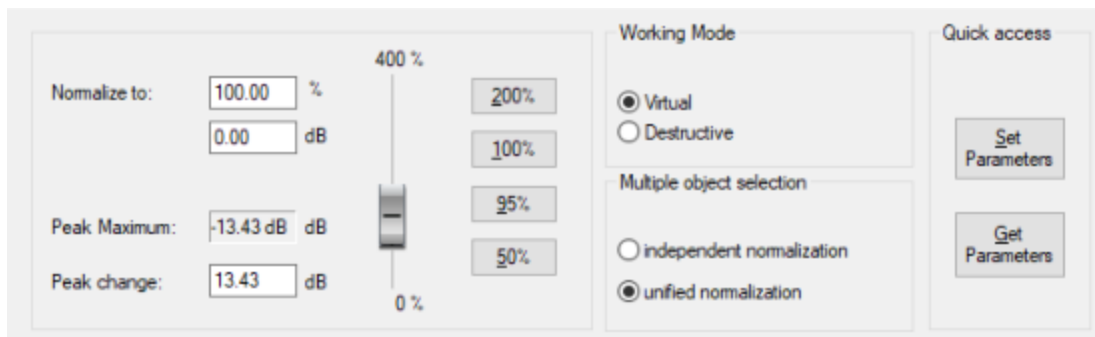 Normalize to:
100.00 %
0.00 dB
Peak Maximum:
-13.43 dB dB
Peak change:
13.43 dB
400 %
0 %
200%
100%
95%
50%
Working Mode
Virtual
Destructive
Multiple object selection
independent normalization
unified normalization
Quick access
Set
Parameters
Get
Parameters